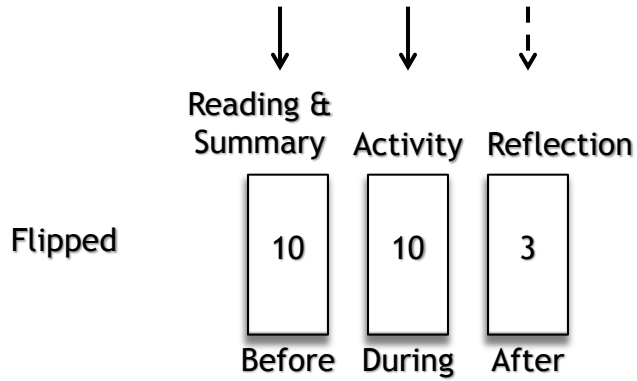 Reading &
Summary
Activity
Reflection
Flipped
10
10
3
Before
During
After